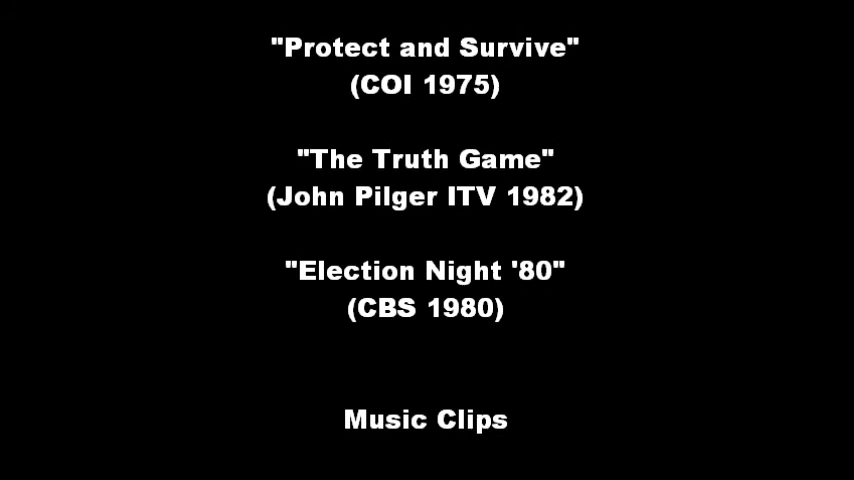 "Protect and Survive"
(COI 1975)
"The Truth Game"
(John Pilger ITV 1982)
"Election Night '80"
(CBS 1980)
Music Clips